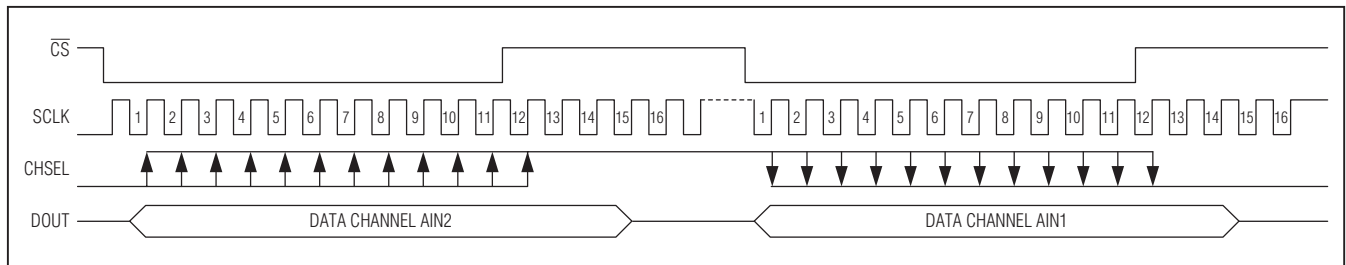 CS
SCLK 1 2 3 4 5 6 7 8 9 10 11 12 13 14 15 16 1 2 3 4 5 6 7 8 9 10 11 12 13 14 15 16
CHSEL
DOUT DATA CHANNEL AIN2 DATA CHANNEL AIN1